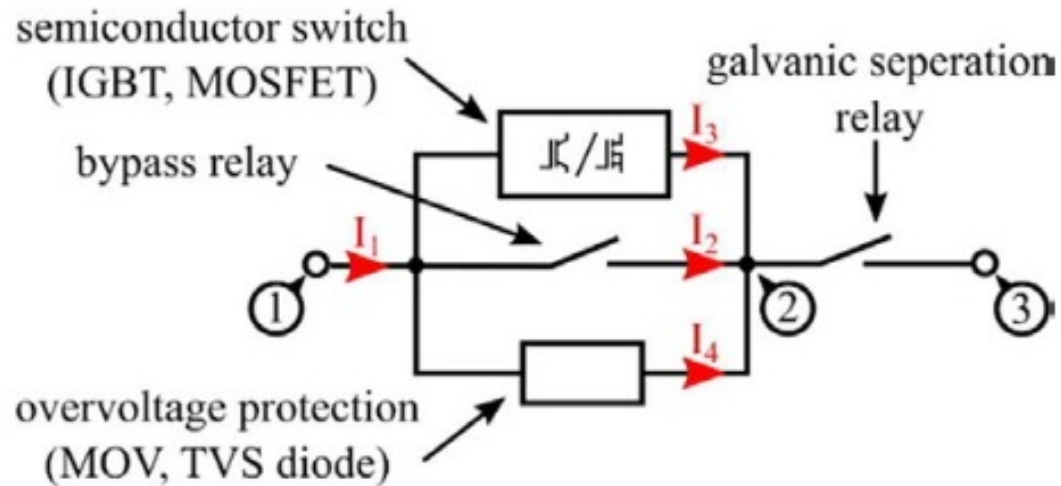 semiconductor switch
(IGBT, MOSFET)
galvanic seperation
relay
bypass relay
I₃
I₁
I₂
1
2
3
I₄
overvoltage protection
(MOV, TVS diode)